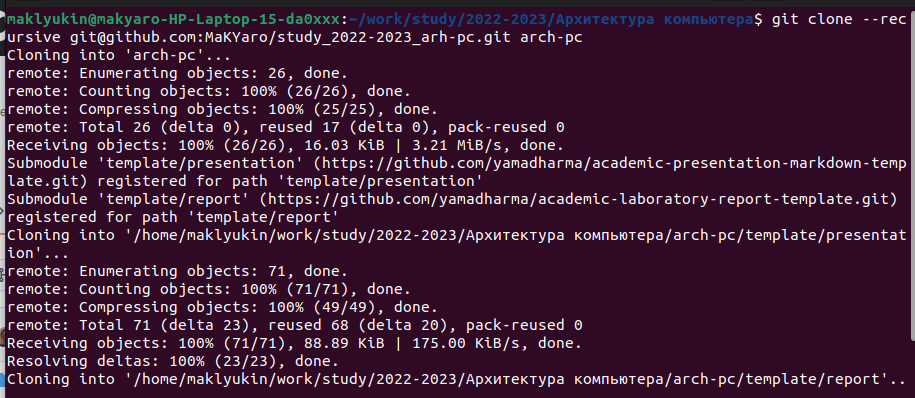 maklyukin@makyaro-HP-Laptop-15-da0xxx:~/work/study/2022-2023/Архитектура компьютера$ git clone --rec
ursive git@github.com:MaKYaro/study_2022-2023_arh-pc.git arch-pc
Cloning into 'arch-pc'...
remote: Enumerating objects: 26, done.
remote: Counting objects: 100% (26/26), done.
remote: Compressing objects: 100% (25/25), done.
remote: Total 26 (delta 0), reused 17 (delta 0), pack-reused 0
Receiving objects: 100% (26/26), 16.03 KiB | 3.21 MiB/s, done.
Submodule 'template/presentation' (https://github.com/yamadharma/academic-presentation-markdown-temp
late.git) registered for path 'template/presentation'
Submodule 'template/report' (https://github.com/yamadharma/academic-laboratory-report-template.git)
registered for path 'template/report'
Cloning into '/home/maklyukin/work/study/2022-2023/Архитектура компьютера/arch-pc/template/presentat
ion'...
remote: Enumerating objects: 71, done.
remote: Counting objects: 100% (71/71), done.
remote: Compressing objects: 100% (49/49), done.
remote: Total 71 (delta 23), reused 68 (delta 20), pack-reused 0
Receiving objects: 100% (71/71), 88.89 KiB | 175.00 KiB/s, done.
Resolving deltas: 100% (23/23), done.
Cloning into '/home/maklyukin/work/study/2022-2023/Архитектура компьютера/arch-pc/template/report'..